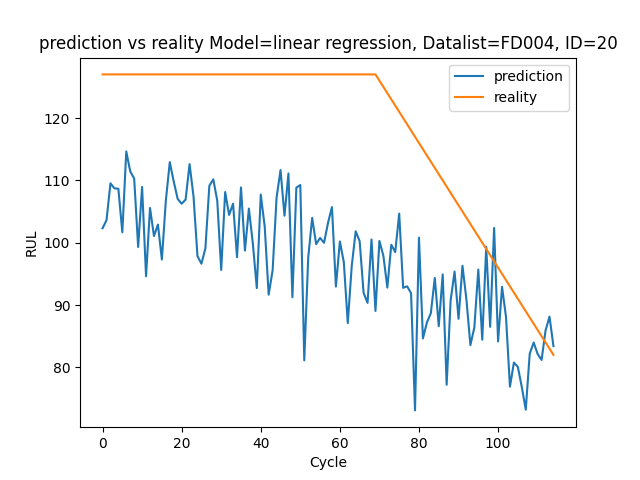 prediction vs reality Model=linear regression, Datalist=FD004, ID=20
prediction
reality
RUL
120
110
100
90
80
0
20
40
60
80
100
Cycle